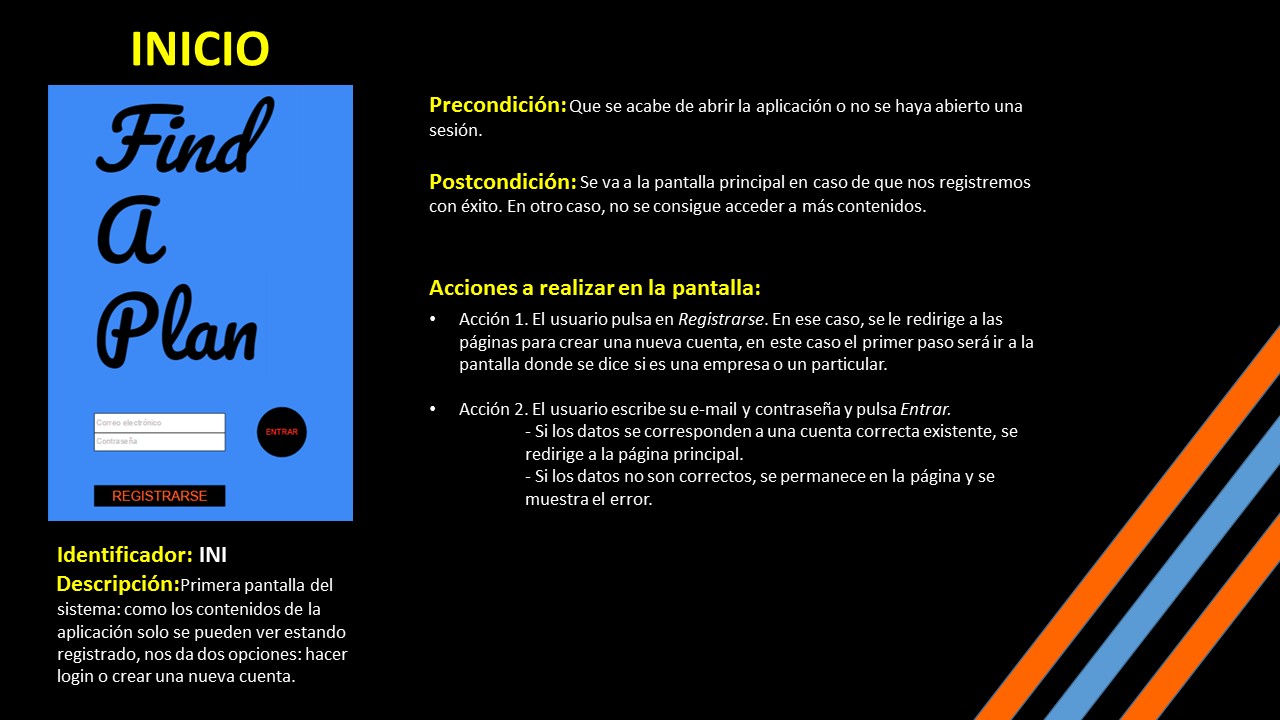 INICIO
Find
A
Plan
Correo electrónico
Contraseña
ENTRAR
REGISTRARSE
Identificador: INI
Descripción:Primera pantalla del
sistema: como los contenidos de la
aplicación solo se pueden ver estando
registrado, nos da dos opciones: hacer
login o crear una nueva cuenta.
Precondición: Que se acabe de abrir la aplicación o no se haya abierto una
sesión.
Postcondición: Se va a la pantalla principal en caso de que nos registremos
con éxito. En otro caso, no se consigue acceder a más contenidos.
Acciones a realizar en la pantalla:
• Acción 1. El usuario pulsa en Registrarse. En ese caso, se le redirige a las
páginas para crear una nueva cuenta, en este caso el primer paso será ir a la
pantalla donde se dice si es una empresa o un particular.
• Acción 2. El usuario escribe su e-mail y contraseña y pulsa Entrar.
- Si los datos se corresponden a una cuenta correcta existente, se
redirige a la página principal.
- Si los datos no son correctos, se permanece en la página y se
muestra el error.